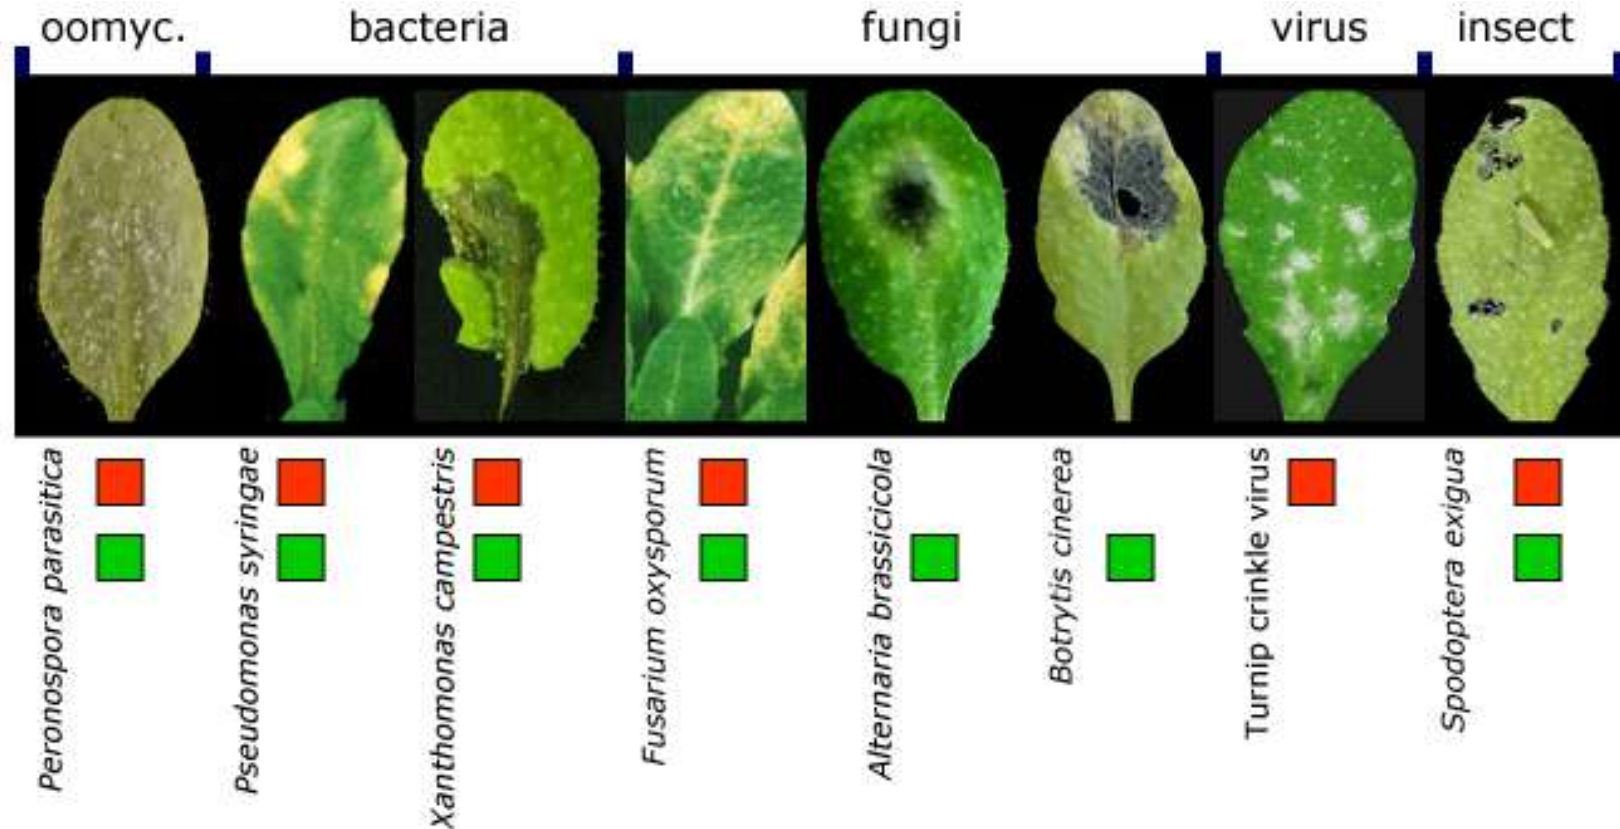 oomyc.
bacteria
fungi
virus
insect
Peronospora parasitica
Pseudomonas syringae
Xanthomonas campestris
Fusarium oxysporum
Alternaria brassicicola
Botrytis cinerea
Turnip crinkle virus
Spodoptera exigua